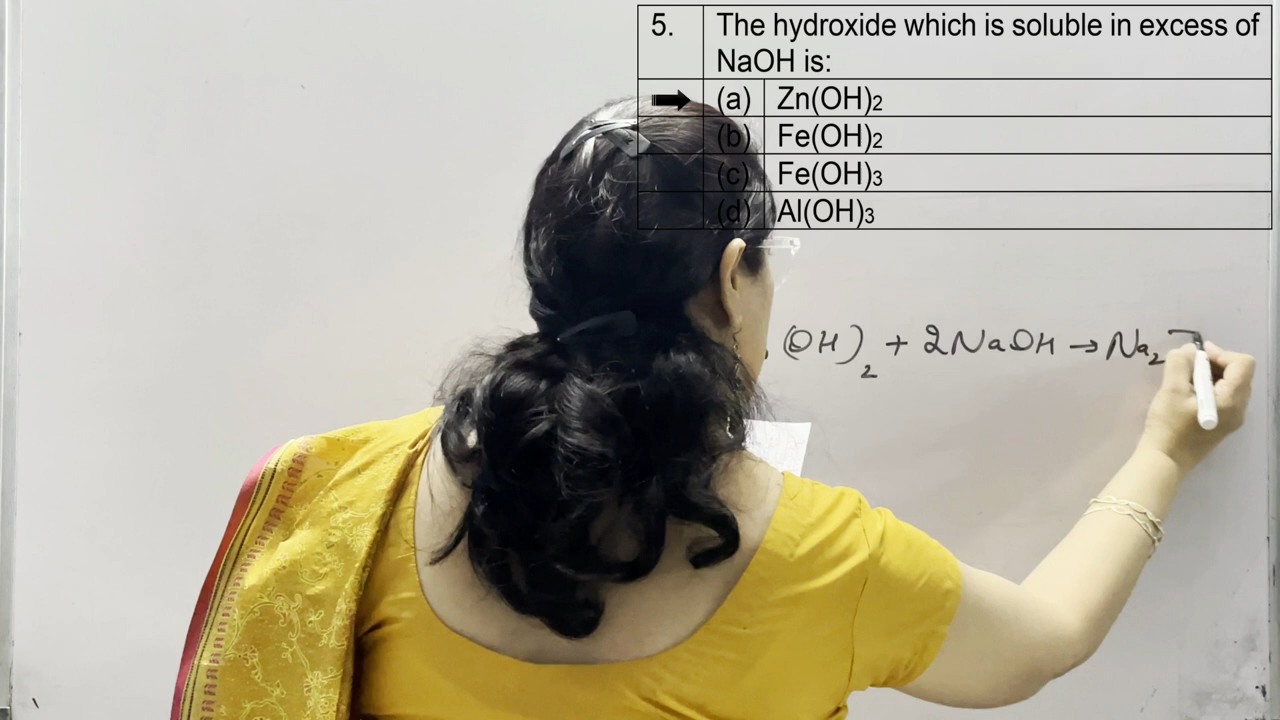 5. The hydroxide which is soluble in excess of
NaOH is:
(a) Zn(OH)₂
(b) Fe(OH)₂
(c) Fe(OH)₃
(d) Al(OH)₃
(OH)₂ + 2NaOH → Na₂